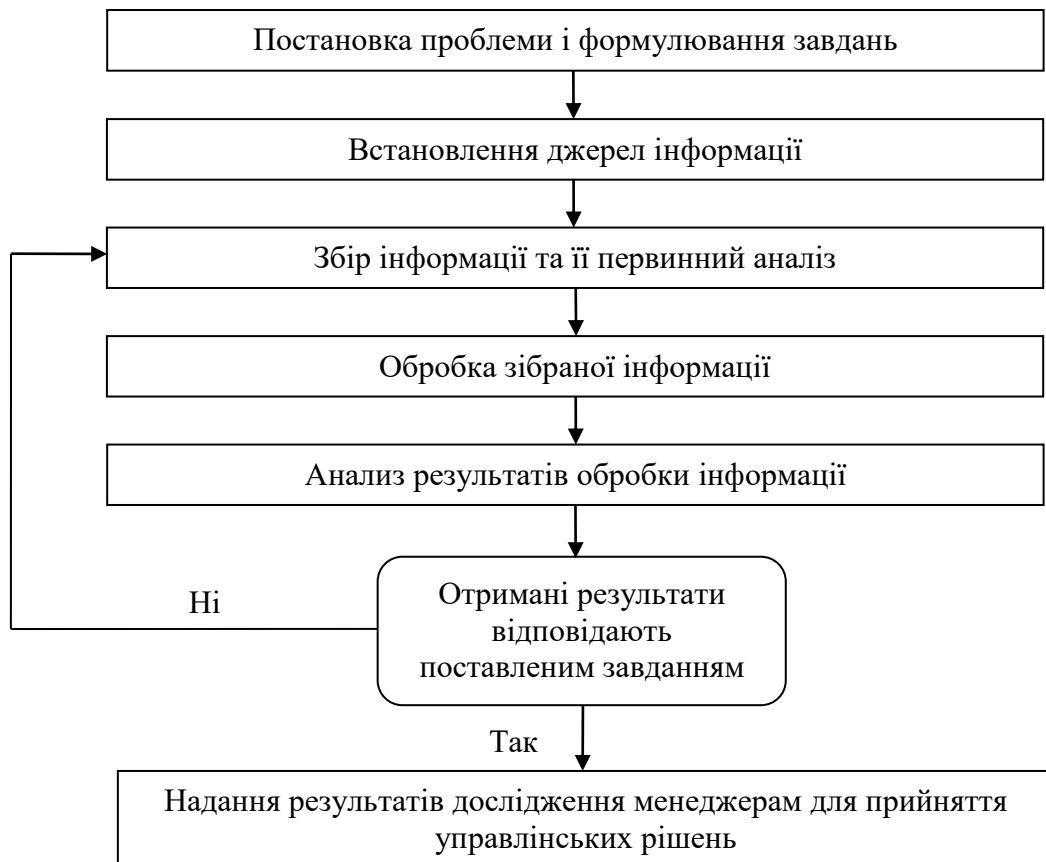 Постановка проблеми і формулювання завдань
Встановлення джерел інформації
Збір інформації та її первинний аналіз
Обробка зібраної інформації
Анализ результатів обробки інформації
Ні
Отримані результати
відповідають
поставленим завданням
Так
Надання результатів дослідження менеджерам для прийняття
управлінських рішень